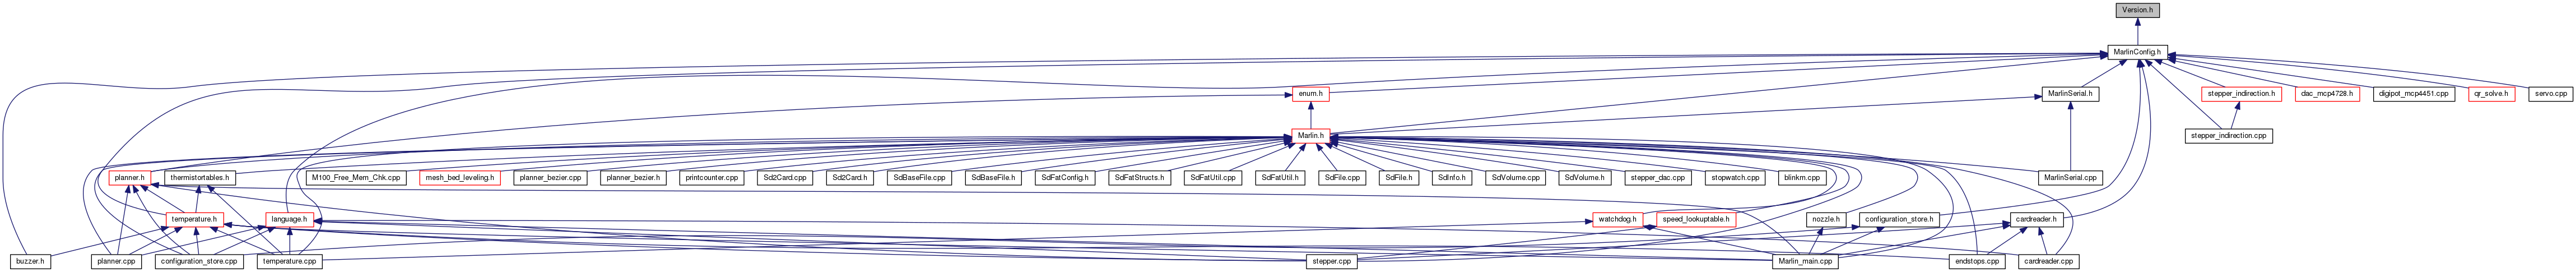 Version.h
MarlinConfig.h
enum.h
MarlinSerial.h
stepper_indirection.h
dac_mcp4728.h
digipot_mcp4451.cpp
qr_solve.h
servo.cpp
Marlin.h
stepper_indirection.cpp
planner.h
thermistortables.h
M100_Free_Mem_Chk.cpp
mesh_bed_leveling.h
planner_bezier.cpp
planner_bezier.h
printcounter.cpp
Sd2Card.cpp
Sd2Card.h
SdBaseFile.cpp
SdBaseFile.h
SdFatConfig.h
SdFatStructs.h
SdFatUtil.cpp
SdFatUtil.h
SdFile.cpp
SdFile.h
SdInfo.h
SdVolume.cpp
SdVolume.h
stepper_dac.cpp
stopwatch.cpp
blinkm.cpp
MarlinSerial.cpp
temperature.h
language.h
watchdog.h
speed_lookuptable.h
nozzle.h
configuration_store.h
cardreader.h
buzzer.h
planner.cpp
configuration_store.cpp
temperature.cpp
stepper.cpp
Marlin_main.cpp
endstops.cpp
cardreader.cpp